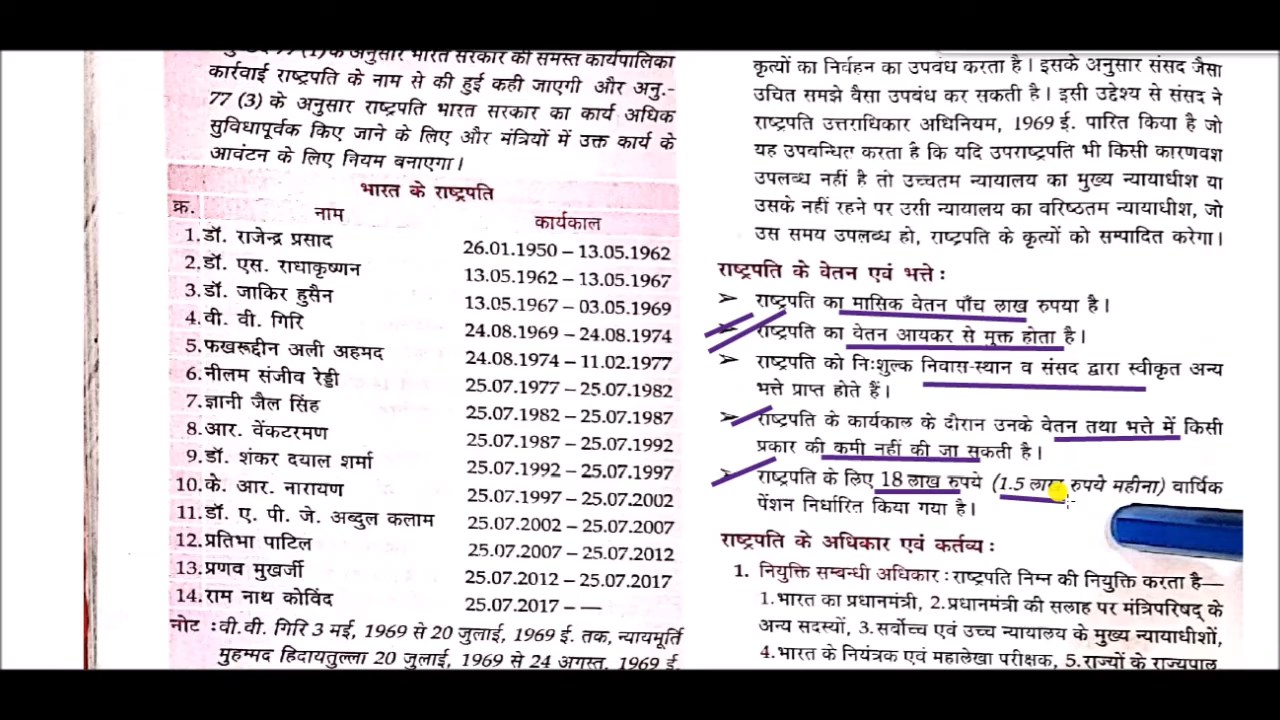 77 (1) के अनुसार भारत सरकार की समस्त कार्यपालिका
कार्रवाई राष्ट्रपति के नाम से की हुई कही जाएगी और अनु.-
77 (3) के अनुसार राष्ट्रपति भारत सरकार का कार्य अधिक
सुविधापूर्वक किए जाने के लिए और मंत्रियों में उक्त कार्य के
आवंटन के लिए नियम बनाएगा।
भारत के राष्ट्रपति
क्र. नाम कार्यकाल
1. डॉ. राजेन्द्र प्रसाद 26.01.1950 – 13.05.1962
2. डॉ. एस. राधाकृष्णन 13.05.1962 – 13.05.1967
3. डॉ. जाकिर हुसैन 13.05.1967 – 03.05.1969
4. वी. वी. गिरि 24.08.1969 – 24.08.1974
5. फखरूद्दीन अली अहमद 24.08.1974 – 11.02.1977
6. नीलम संजीव रेड्डी 25.07.1977 – 25.07.1982
7. ज्ञानी जैल सिंह 25.07.1982 – 25.07.1987
8. आर. वेंकटरमण 25.07.1987 – 25.07.1992
9. डॉ. शंकर दयाल शर्मा 25.07.1992 – 25.07.1997
10. के. आर. नारायण 25.07.1997 – 25.07.2002
11. डॉ. ए. पी. जे. अब्दुल कलाम 25.07.2002 – 25.07.2007
12. प्रतिभा पाटिल 25.07.2007 – 25.07.2012
13. प्रणव मुखर्जी 25.07.2012 – 25.07.2017
14. राम नाथ कोविंद 25.07.2017 – —
नोट : वी.वी. गिरि 3 मई, 1969 से 20 जुलाई, 1969 ई. तक, न्यायमूर्ति
मुहम्मद हिदायतुल्ला 20 जुलाई, 1969 से 24 अगस्त, 1969 ई.
कृत्यों का निर्वहन का उपबंध करता है। इसके अनुसार संसद जैसा
उचित समझे वैसा उपबंध कर सकती है। इसी उद्देश्य से संसद ने
राष्ट्रपति उत्तराधिकार अधिनियम, 1969 ई. पारित किया है जो
यह उपबन्धित करता है कि यदि उपराष्ट्रपति भी किसी कारणवश
उपलब्ध नहीं है तो उच्चतम न्यायालय का मुख्य न्यायाधीश या
उसके नहीं रहने पर उसी न्यायालय का वरिष्ठतम न्यायाधीश, जो
उस समय उपलब्ध हो, राष्ट्रपति के कृत्यों को सम्पादित करेगा।
राष्ट्रपति के वेतन एवं भत्ते :
➢ राष्ट्रपति का मासिक वेतन पाँच लाख रुपया है।
➢ राष्ट्रपति का वेतन आयकर से मुक्त होता है।
➢ राष्ट्रपति को निःशुल्क निवास-स्थान व संसद द्वारा स्वीकृत अन्य
भत्ते प्राप्त होते हैं।
➢ राष्ट्रपति के कार्यकाल के दौरान उनके वेतन तथा भत्ते में किसी
प्रकार की कमी नहीं की जा सकती है।
➢ राष्ट्रपति के लिए 18 लाख रुपये (1.5 लाख रुपये महीना) वार्षिक
पेंशन निर्धारित किया गया है।
राष्ट्रपति के अधिकार एवं कर्तव्य :
1. नियुक्ति सम्बन्धी अधिकार : राष्ट्रपति निम्न की नियुक्ति करता है—
1. भारत का प्रधानमंत्री, 2. प्रधानमंत्री की सलाह पर मंत्रिपरिषद् के
अन्य सदस्यों, 3. सर्वोच्च एवं उच्च न्यायालय के मुख्य न्यायाधीशों,
4. भारत के नियंत्रक एवं महालेखा परीक्षक, 5. राज्यों के राज्यपाल